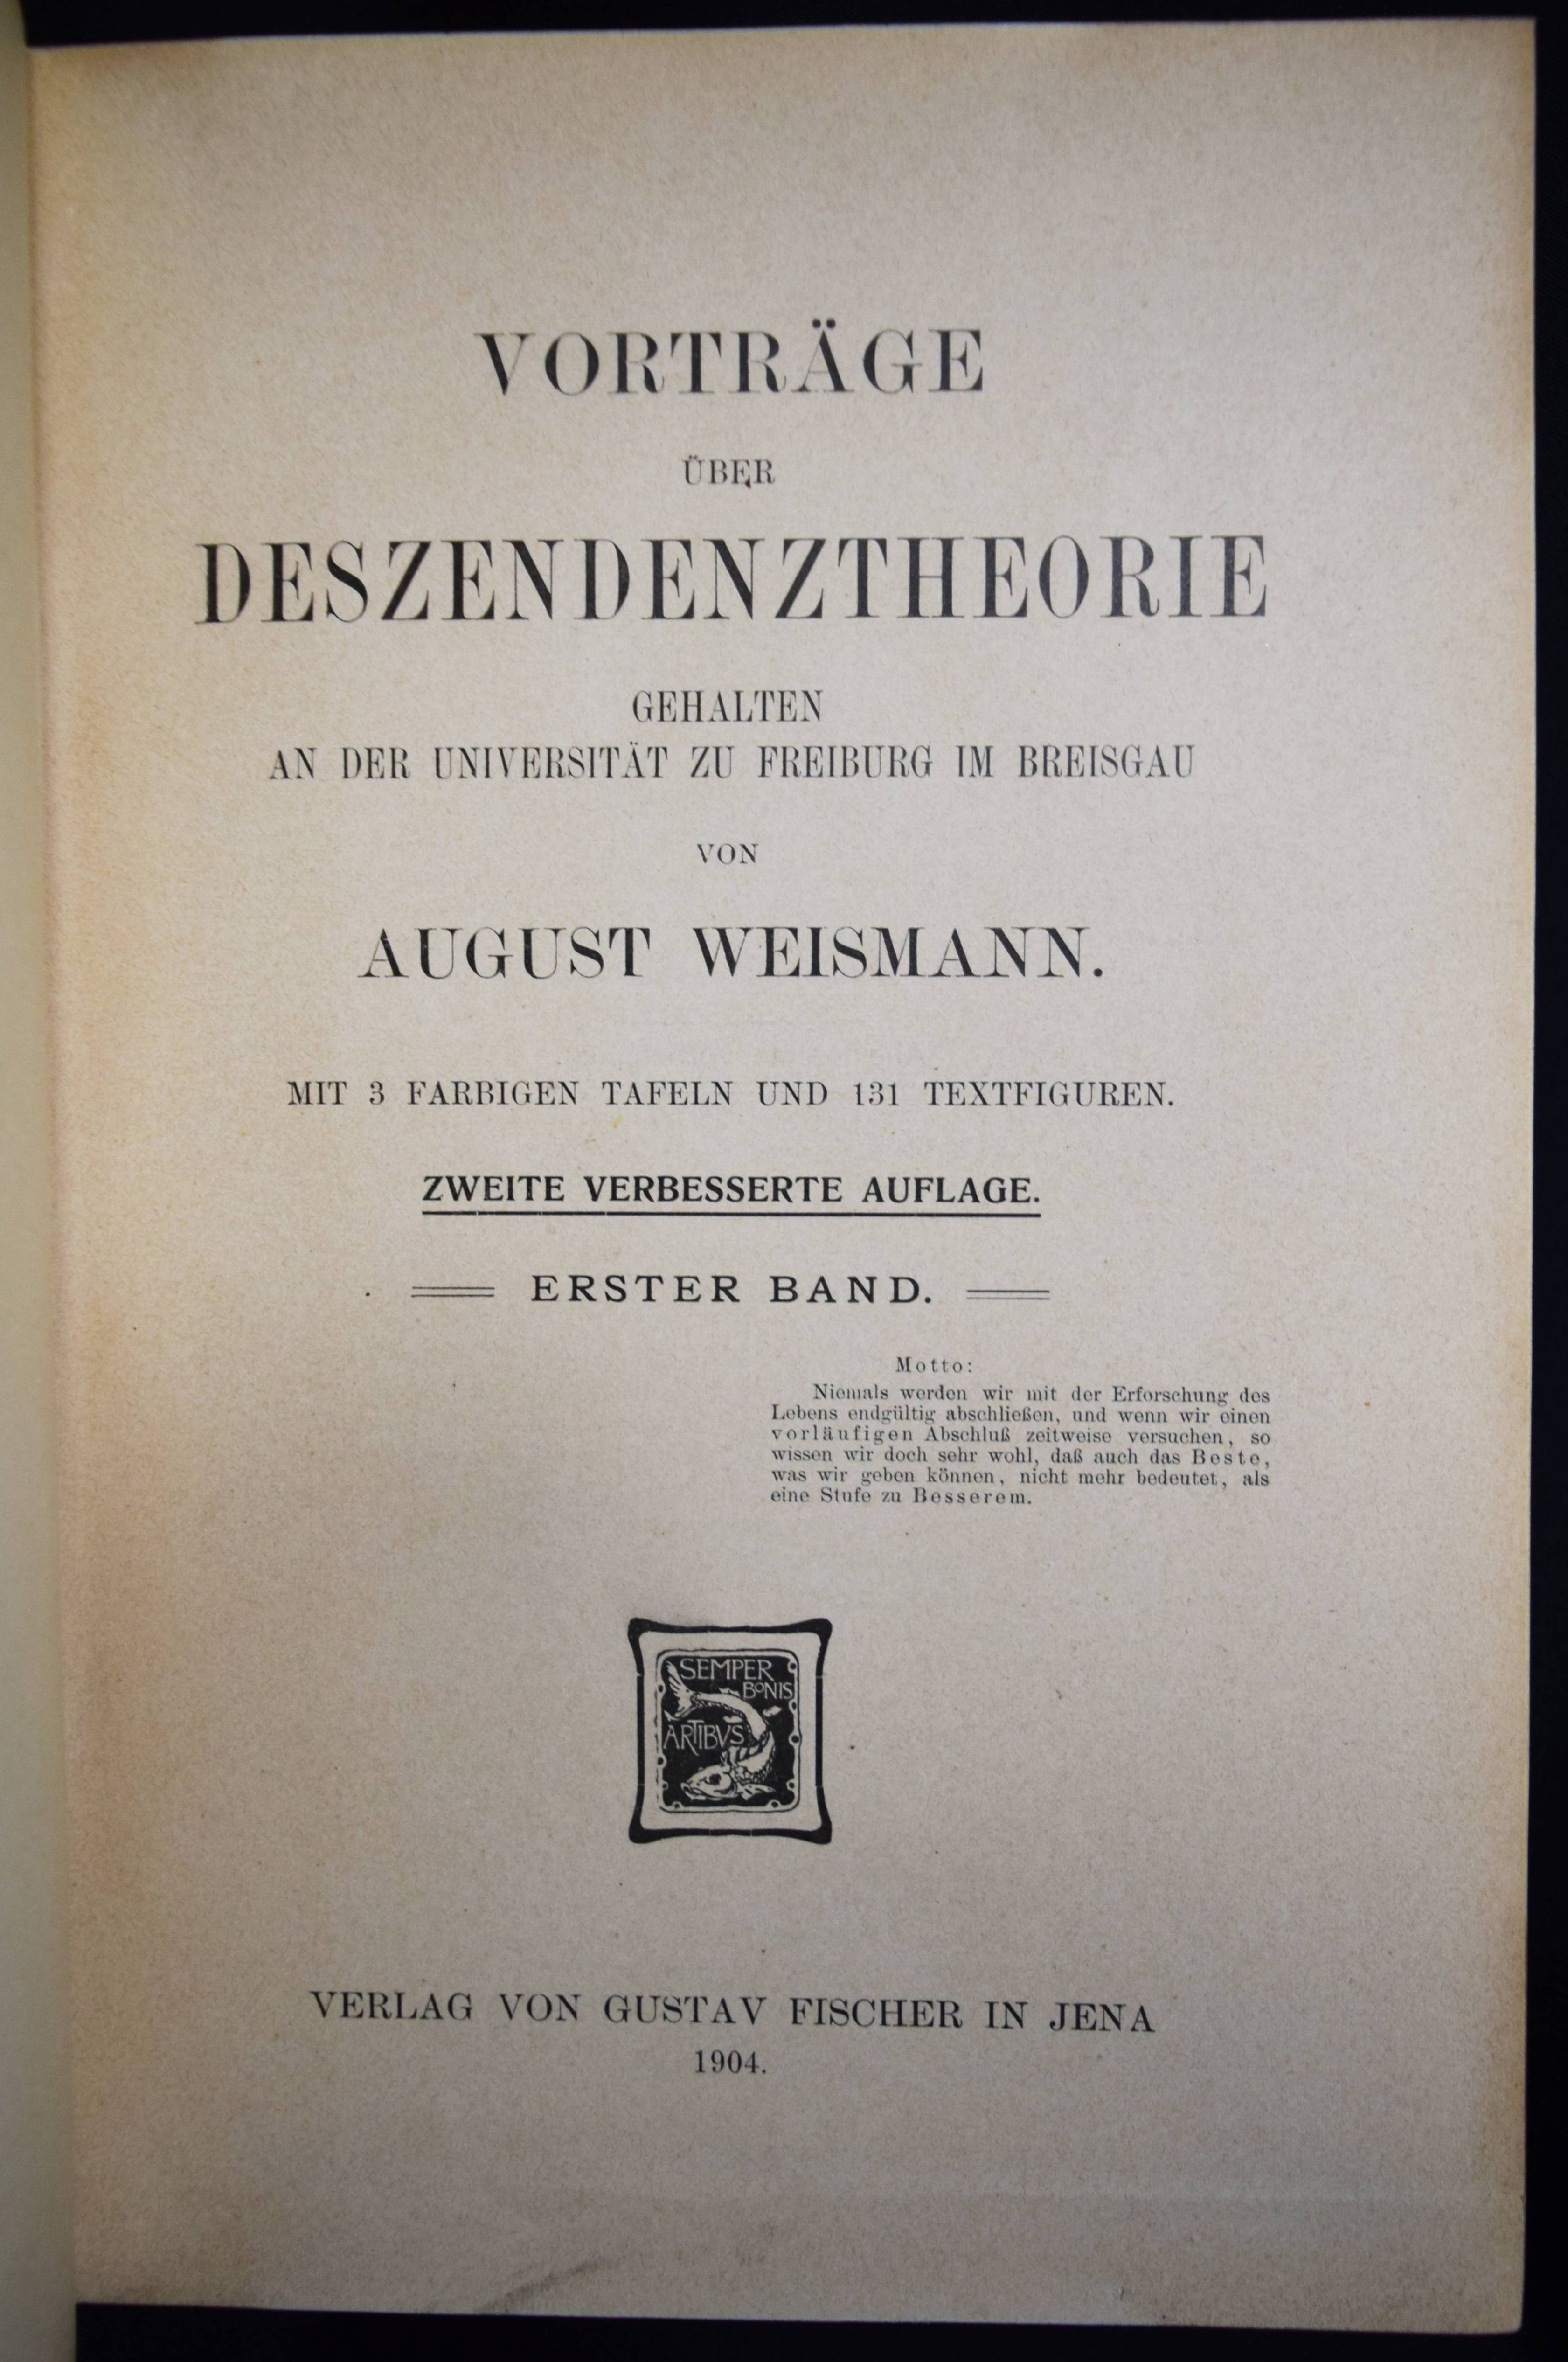 VORTRÄGE
ÜBER
DESZENDENZTHEORIE
GEHALTEN
AN DER UNIVERSITÄT ZU FREIBURG IM BREISGAU
VON
AUGUST WEISMANN.
MIT 3 FARBIGEN TAFELN UND 131 TEXTFIGUREN.
ZWEITE VERBESSERTE AUFLAGE.
ERSTER BAND.
Motto:
Niemals werden wir mit der Erforschung des
Lebens endgültig abschließen, und wenn wir einen
vorläufigen Abschluß zeitweise versuchen, so
wissen wir doch sehr wohl, daß auch das Beste,
was wir geben können, nicht mehr bedeutet, als
eine Stufe zu Besserem.
SEMPER
BONIS
ARTIBVS
VERLAG VON GUSTAV FISCHER IN JENA
1904.